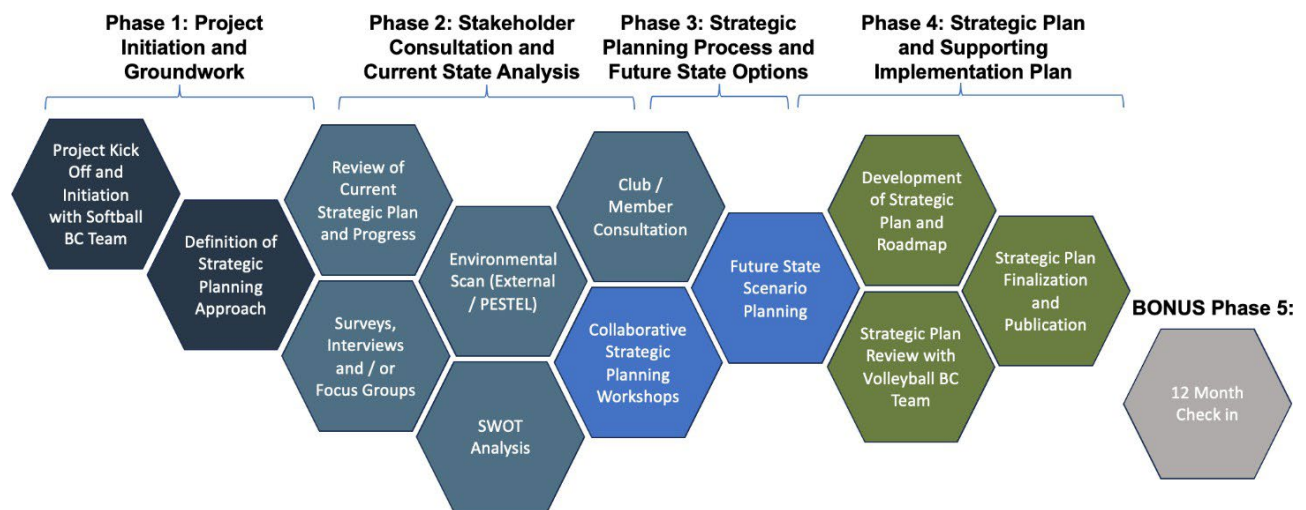 Phase 1: Project
Initiation and
Groundwork
Phase 2: Stakeholder
Consultation and
Current State Analysis
Phase 3: Strategic
Planning Process and
Future State Options
Phase 4: Strategic Plan
and Supporting
Implementation Plan
Project Kick
Off and
Initiation
with Softball
BC Team
Definition of
Strategic
Planning
Approach
Review of
Current
Strategic Plan
and Progress
Surveys,
Interviews
and / or
Focus Groups
Environmental
Scan (External
/ PESTEL)
SWOT
Analysis
Club /
Member
Consultation
Collaborative
Strategic
Planning
Workshops
Future State
Scenario
Planning
Development
of Strategic
Plan and
Roadmap
Strategic Plan
Review with
Volleyball BC
Team
Strategic Plan
Finalization
and
Publication
BONUS Phase 5:
12 Month
Check in